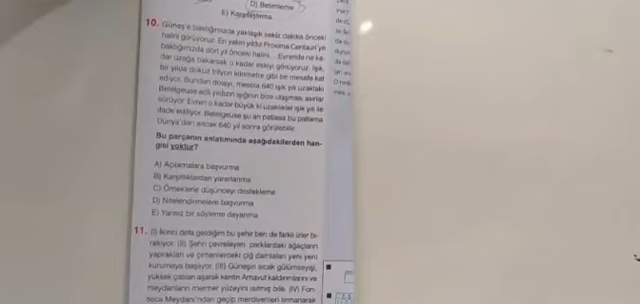 D) Betimleme
E) Karşılaştırma
10. Güneş'e baktığımızda yaklaşık sekiz dakika önceki
halini görüyoruz. En yakın yıldız Proxima Centauri'ye
baktığımızda dört yıl önceki halini... Evrende ne ka-
dar uzağa bakarsak o kadar eskiyi görüyoruz. Işık,
bir yılda dokuz trilyon kilometre gibi bir mesafe kat
ediyor. Bundan dolayı, mesela 640 ışık yılı uzaktaki
Betelgeuse adlı yıldızın ışığının bize ulaşması asırlar
sürüyor. Evren o kadar büyük ki uzaklıklar ışık yılı ile
ifade ediliyor. Betelgeuse şu an patlasa bu patlama
Dünya'dan ancak 640 yıl sonra görülebilir.
Bu parçanın anlatımında aşağıdakilerden han-
gisi yoktur?
A) Açıklamalara başvurma
B) Karşıtlıklardan yararlanma
C) Örneklerle düşünceyi destekleme
D) Nitelendirmelere başvurma
E) Yansız bir söyleme dayanma
11. (I) İkinci defa geldiğim bu şehir ben de farklı izler bı-
rakıyor. (II) Şehri çevreleyen parklardaki ağaçların
yaprakları ve çimenlerdeki çiğ damlaları yeni yeni
kurumaya başlıyor. (III) Güneşin sıcak gülümseyişi,
yüksek çatıları aşarak kentin Arnavut kaldırımlarını ve
meydanların mermer yüzeyini ısıtmış bile. (IV) Fon-
seca Meydanı'ndan geçip merdivenleri tırmanarak